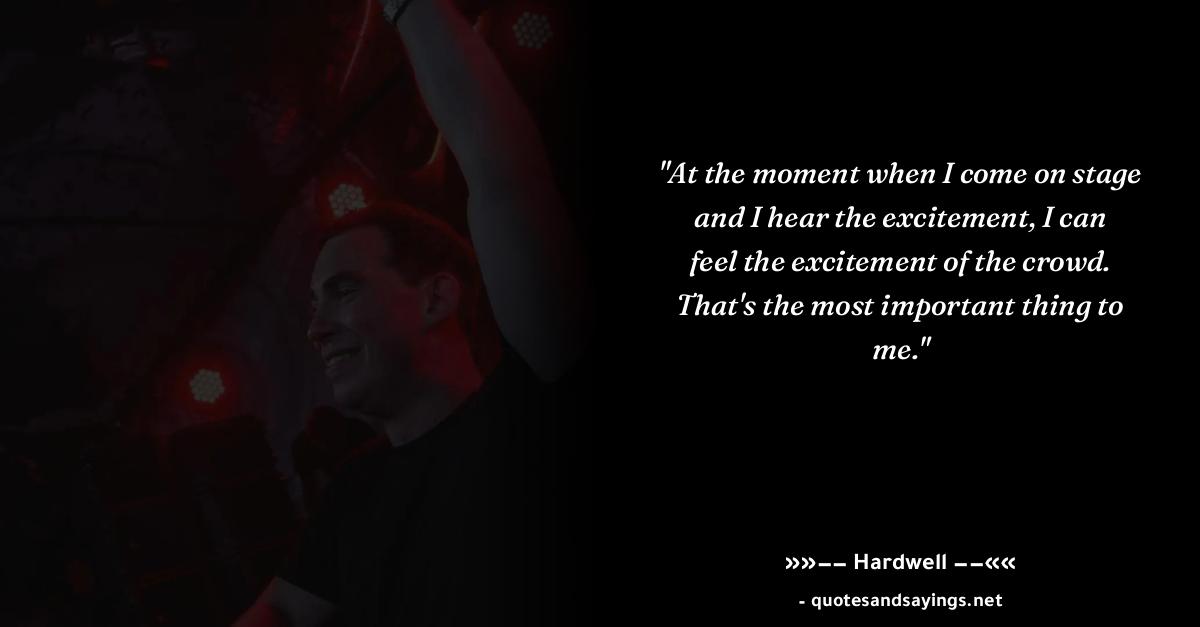 "At the moment when I come on stage
and I hear the excitement, I can
feel the excitement of the crowd.
That's the most important thing to
me."
»»−− Hardwell −−««
- quotesandsayings.net